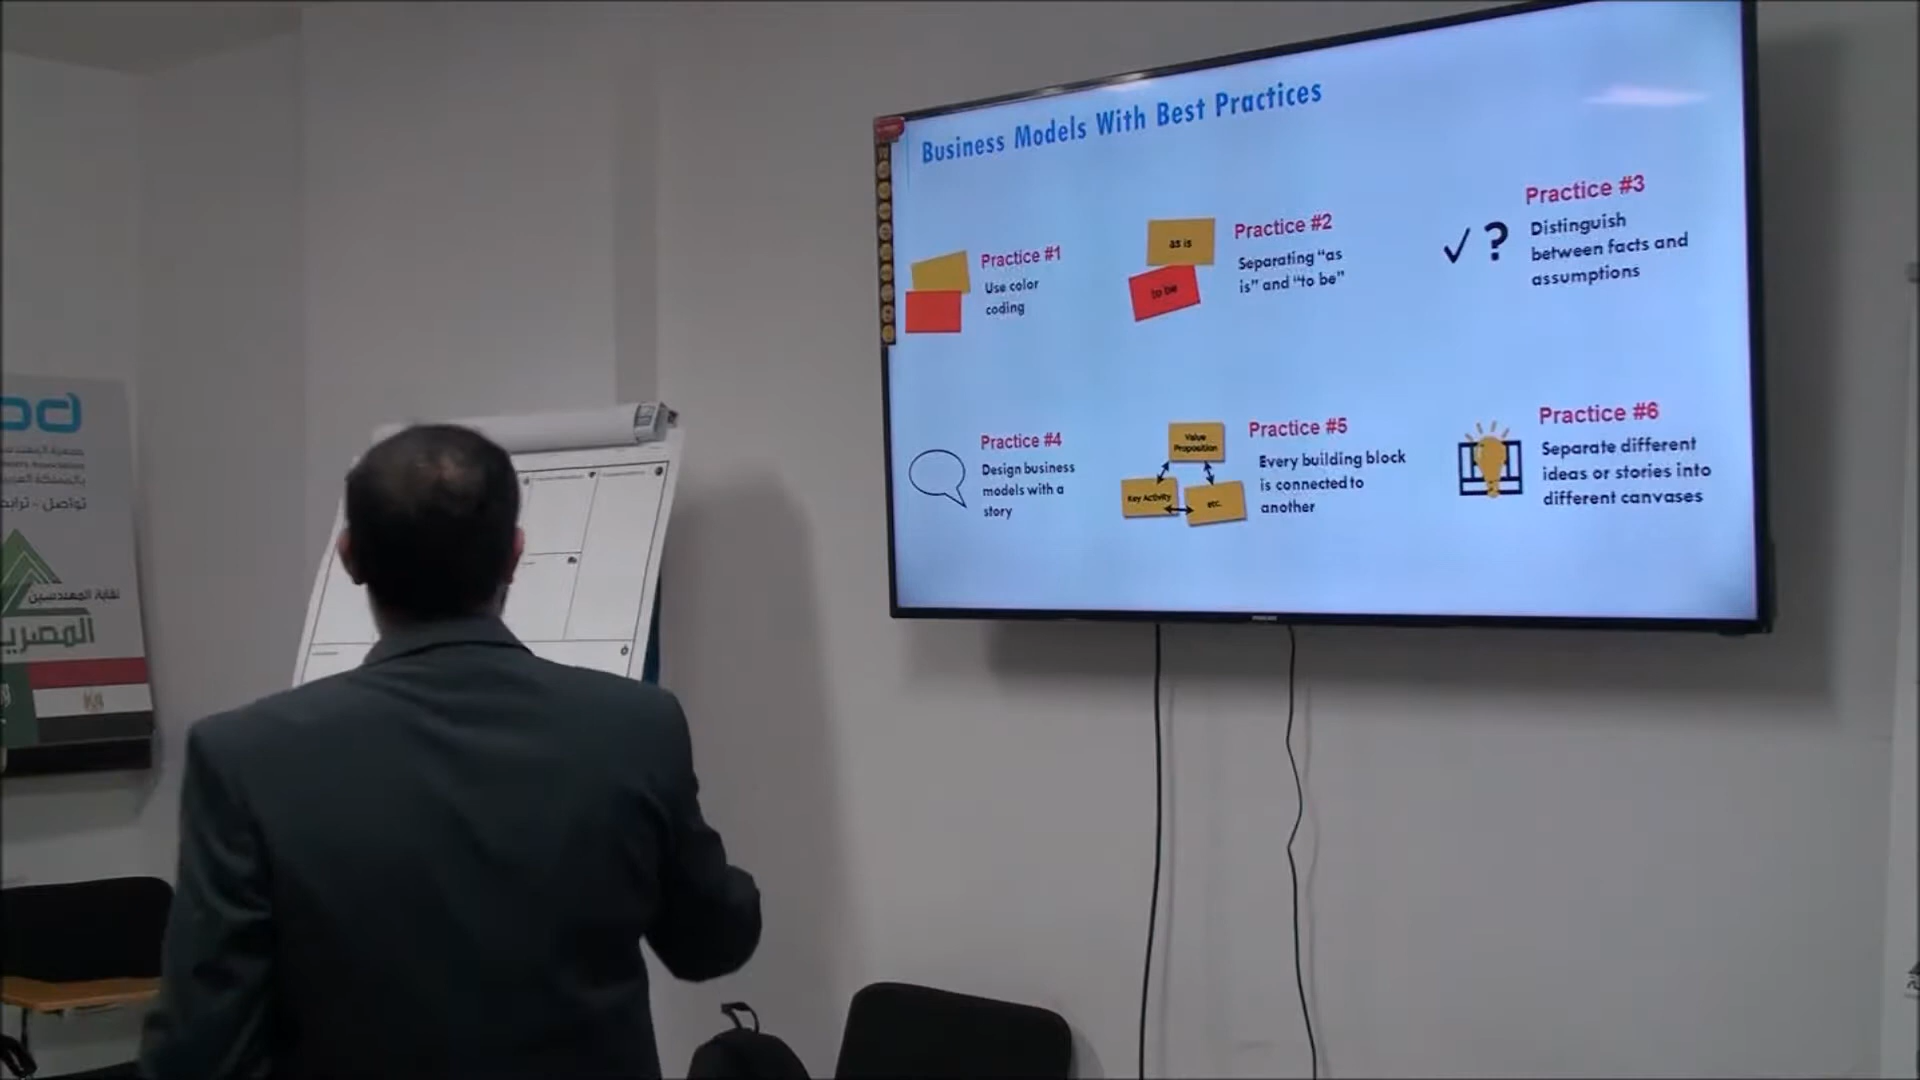 Business Models With Best Practices
Practice #1
Use color
coding
as is
to be
Practice #2
Separating "as
is" and "to be"
Practice #3
Distinguish
between facts and
assumptions
Practice #4
Design business
models with a
story
Value
Proposition
Key Activity
etc.
Practice #5
Every building block
is connected to
another
Practice #6
Separate different
ideas or stories into
different canvases
تواصل - ترابط
نقابة المهندسين